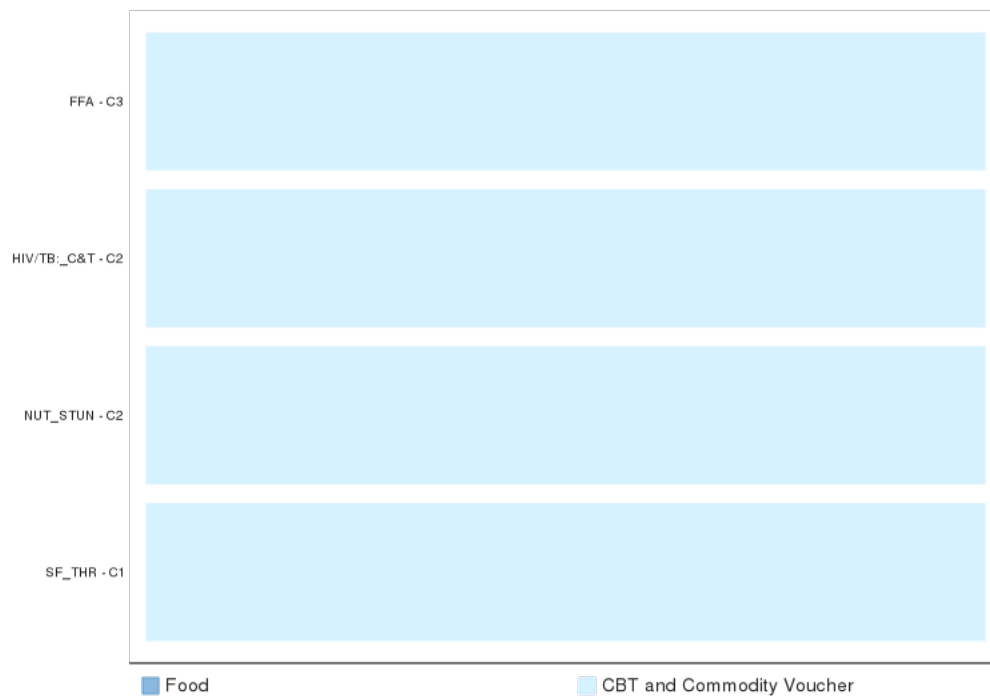 FFA - C3
HIV/TB:_C&T - C2
NUT_STUN - C2
SF_THR - C1
Food
CBT and Commodity Voucher